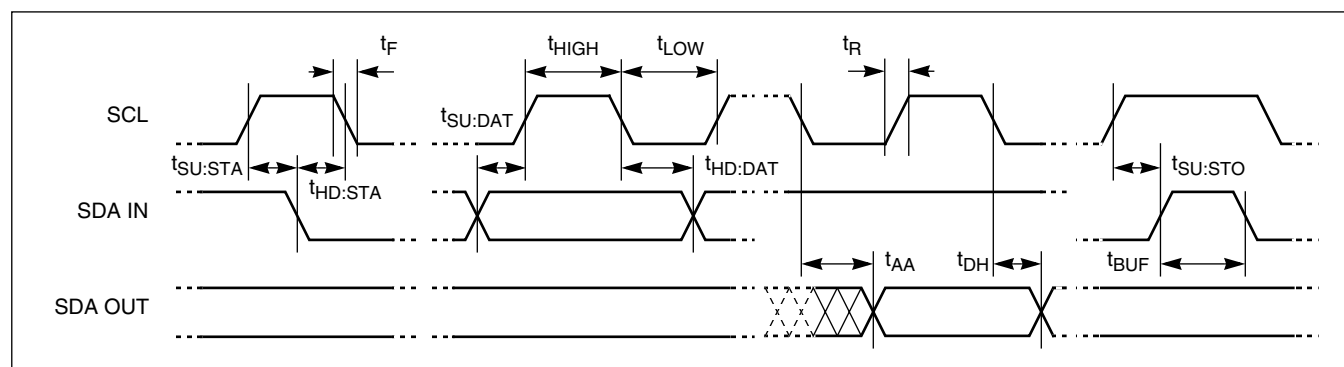 tF
tHIGH
tLOW
tR
SCL
tSU:DAT
tSU:STA
tHD:STA
tHD:DAT
tSU:STO
SDA IN
tAA
tDH
tBUF
SDA OUT